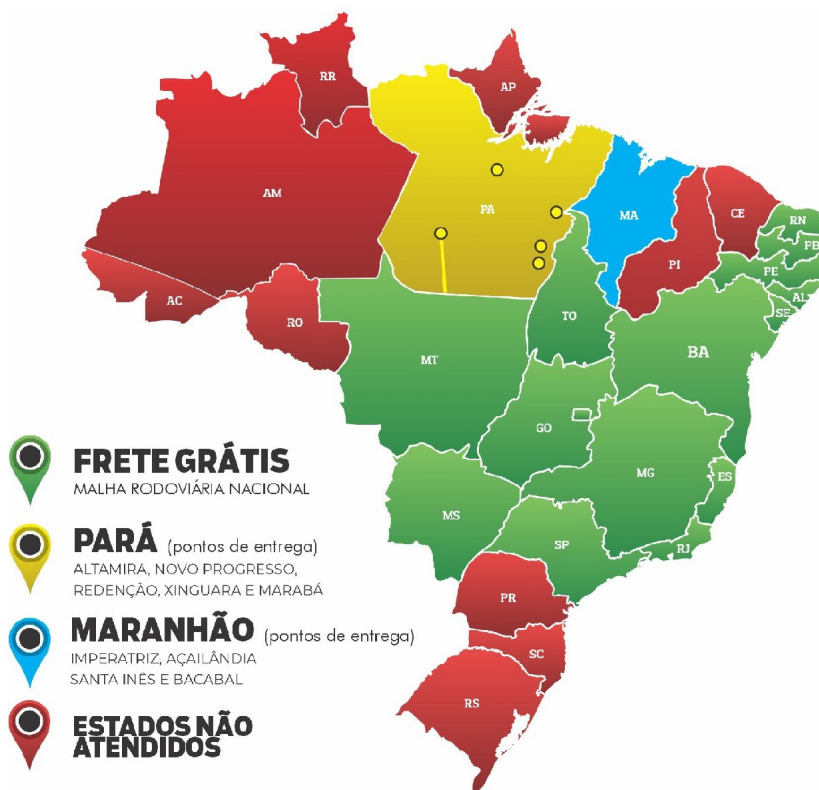 RR
AP
AM
PA
MA
CE
RN
PB
PI
PE
AL
SE
AC
RO
TO
BA
MT
GO
MG
ES
MS
SP
RJ
PR
SC
RS
FRETE GRÁTIS
MALHA RODOVIÁRIA NACIONAL
PARÁ (pontos de entrega)
ALTAMIRA, NOVO PROGRESSO,
REDENÇÃO, XINGUARA E MARABÁ
MARANHÃO (pontos de entrega)
IMPERATRIZ, AÇAILÂNDIA
SANTA INÊS E BACABAL
ESTADOS NÃO
ATENDIDOS